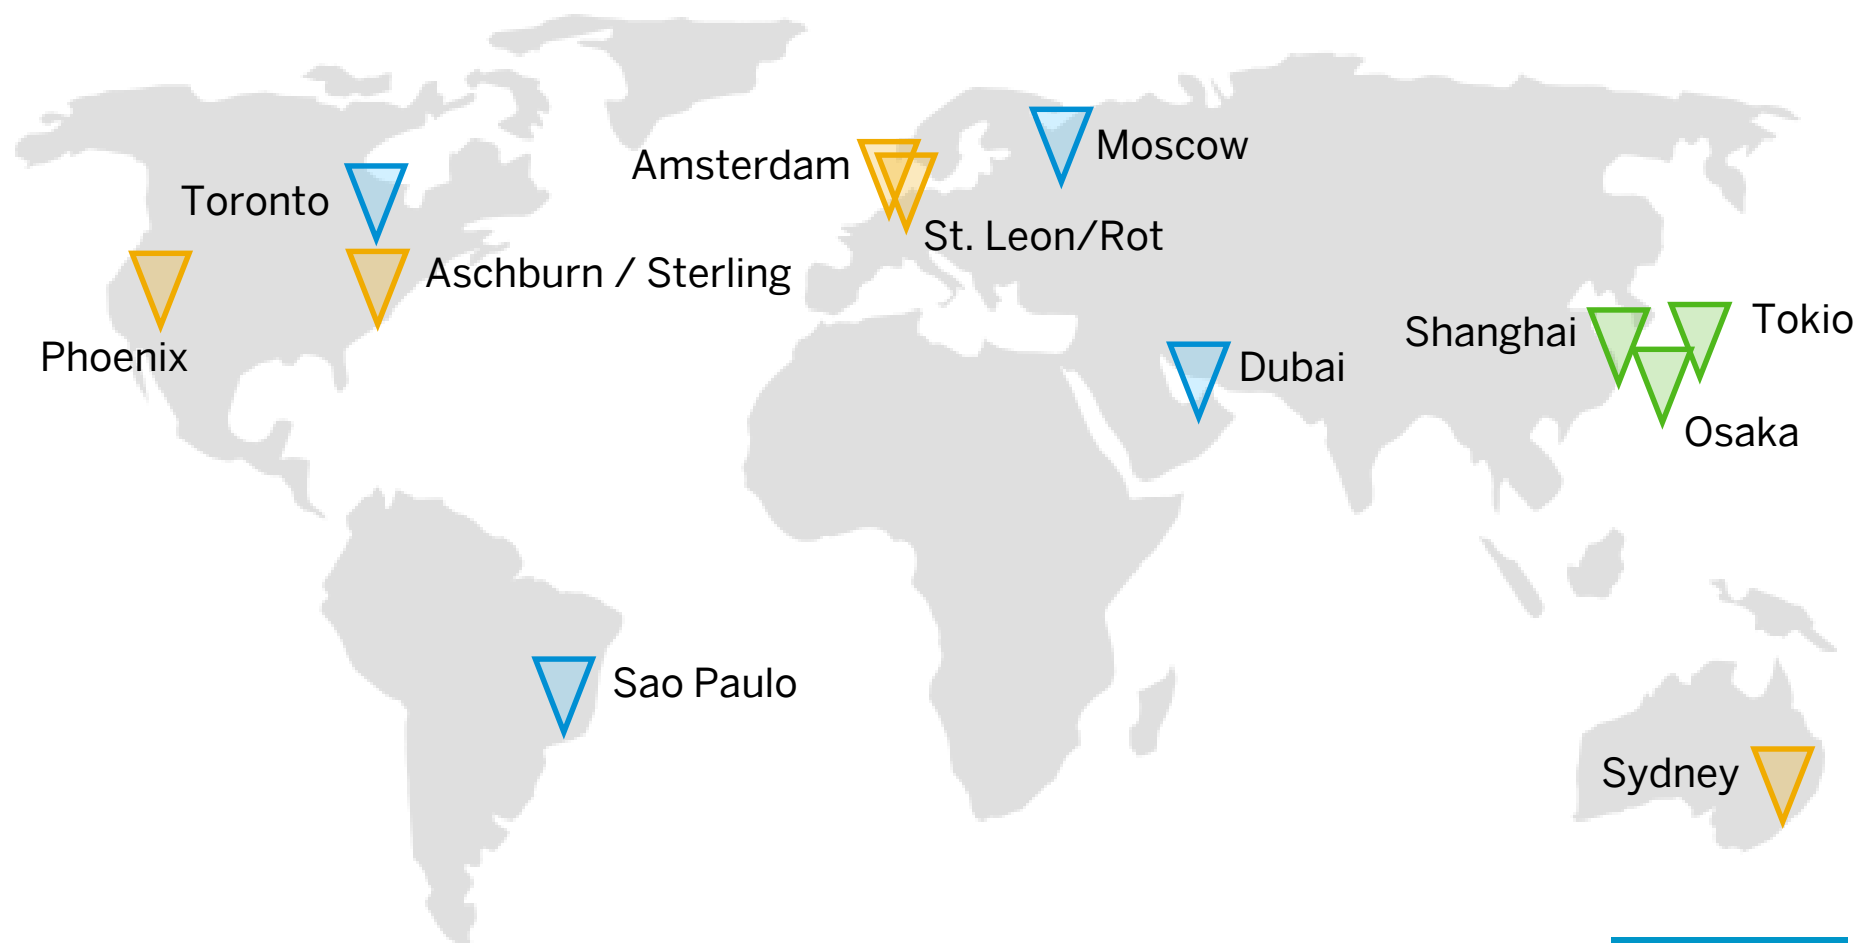 Moscow
Amsterdam
Toronto
St. Leon/Rot
Aschburn / Sterling
Tokio
Shanghai
Phoenix
Dubai
Osaka
Sao Paulo
Sydney